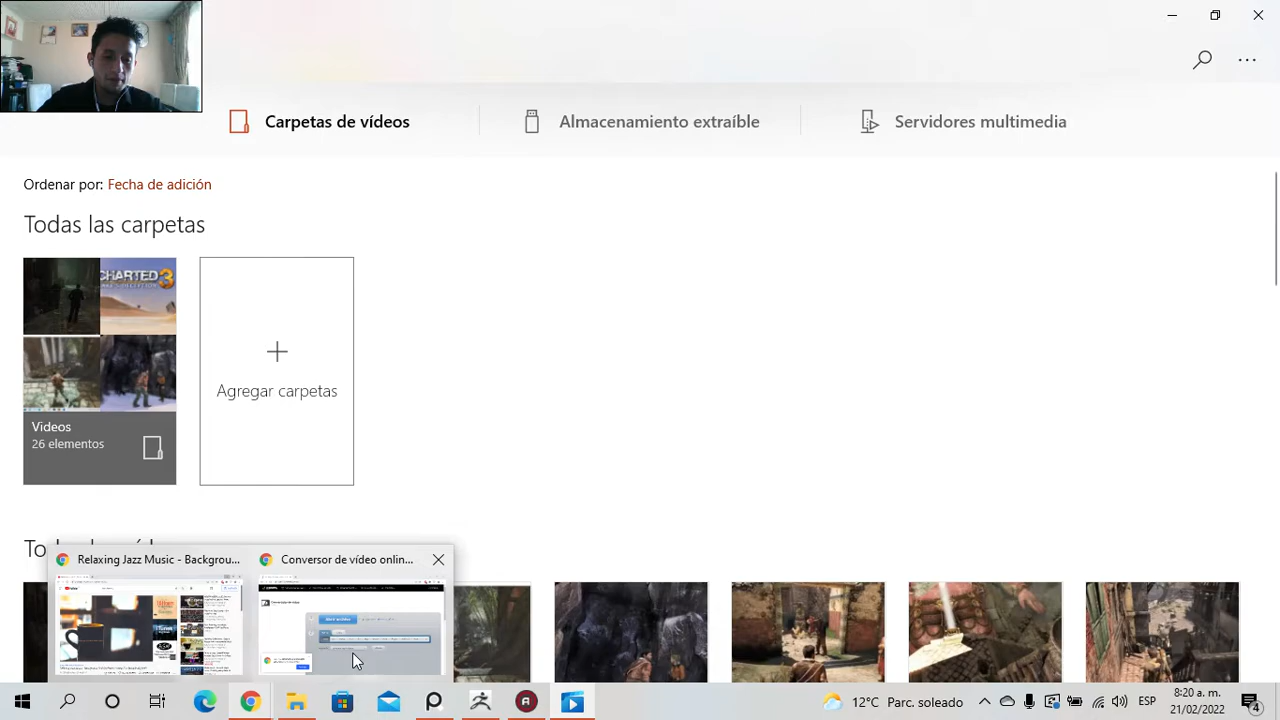 Carpetas de vídeos
Almacenamiento extraíble
Servidores multimedia
Ordenar por: Fecha de adición
Todas las carpetas
CHARTED 3
Videos
26 elementos
Agregar carpetas
Relaxing Jazz Music - Backgrou...
Conversor de vídeo onlin...
12°C Parc. soleado
ESP
8:20 a. m.
21/02/2022
4